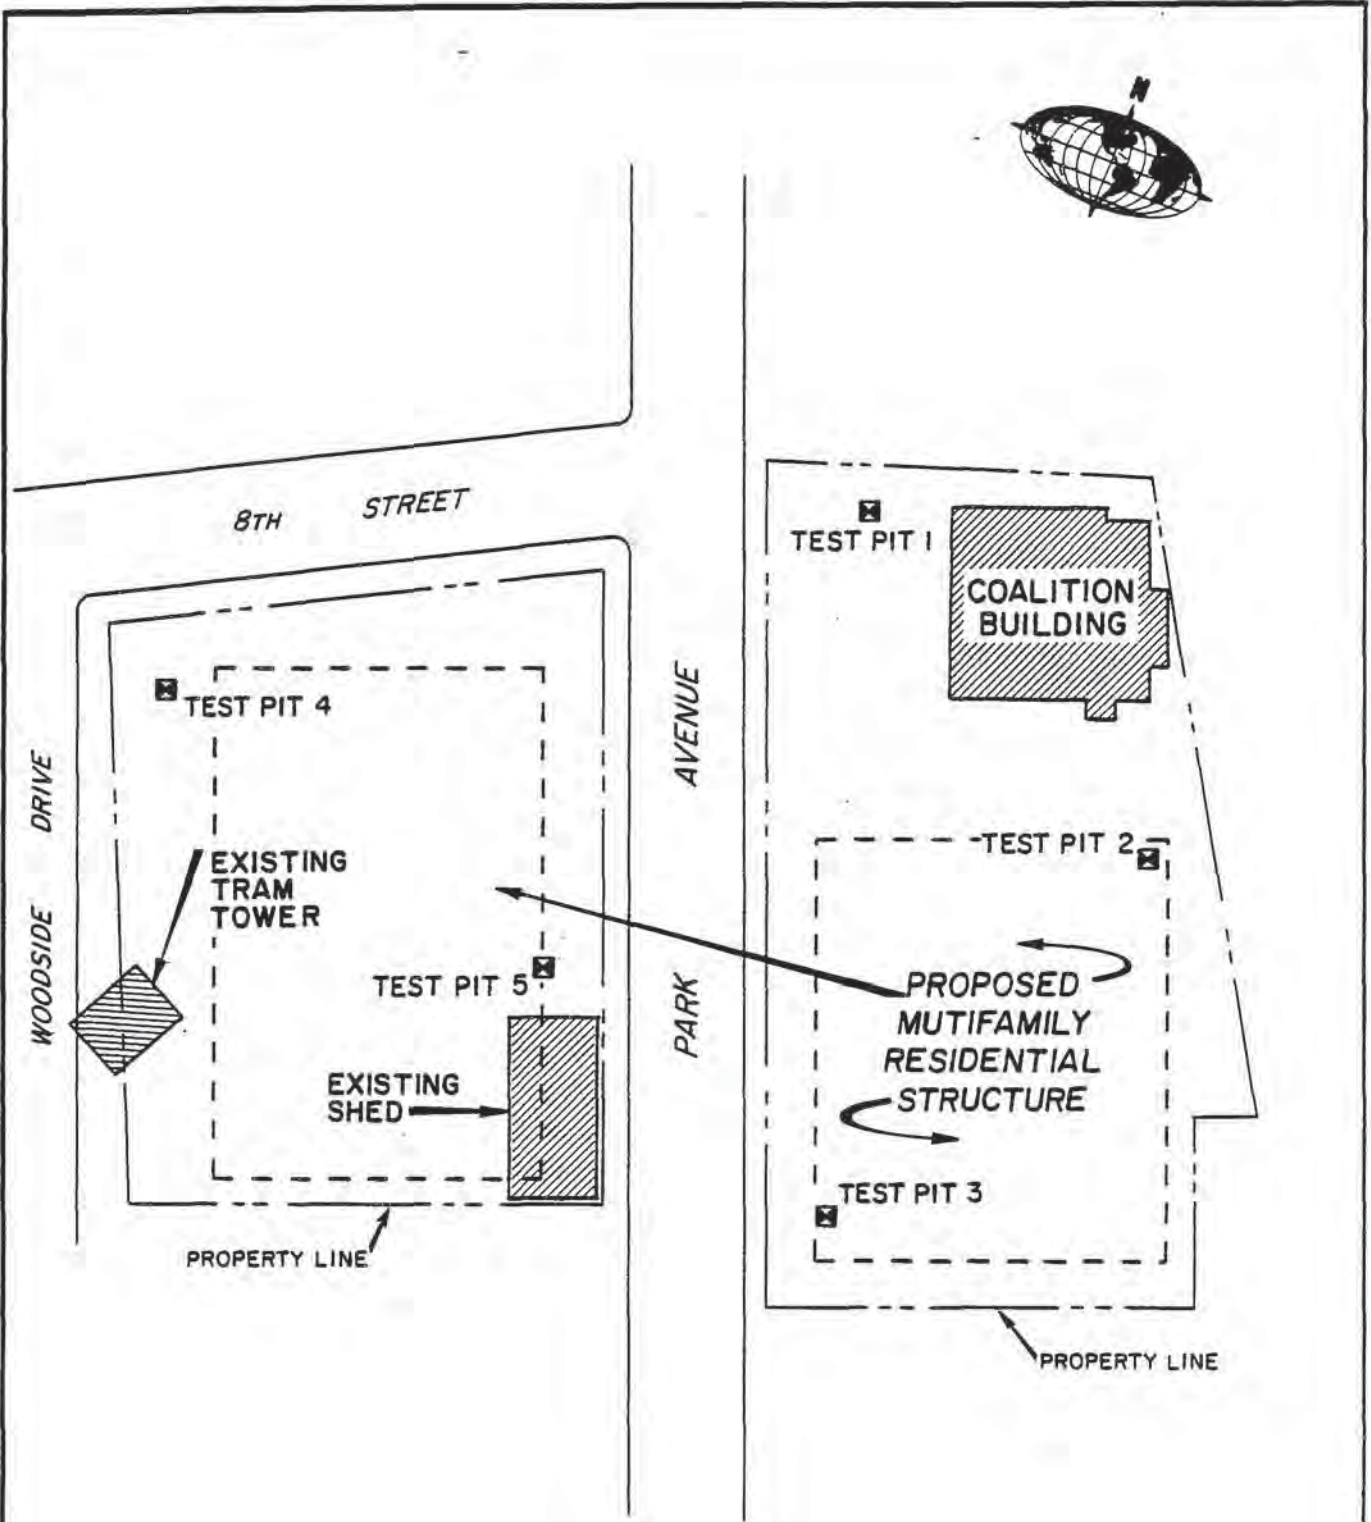 N
8TH STREET
TEST PIT 1
COALITION
BUILDING
TEST PIT 4
AVENUE
WOODSIDE DRIVE
TEST PIT 2
EXISTING
TRAM
TOWER
TEST PIT 5
PARK
PROPOSED
MUTIFAMILY
RESIDENTIAL
STRUCTURE
EXISTING
SHED
TEST PIT 3
PROPERTY LINE
PROPERTY LINE